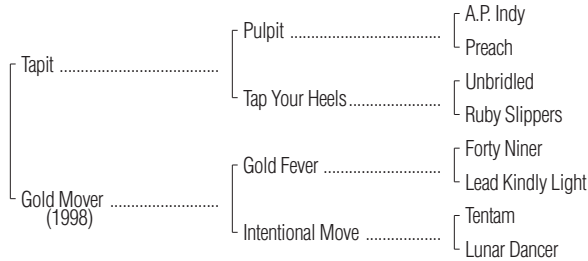 A.P. Indy
Pulpit ........................................
Preach
Tapit ..........................................
Unbridled
Tap Your Heels ........................
Ruby Slippers
Forty Niner
Gold Fever ................................
Lead Kindly Light
Gold Mover .............................
(1998)
Tentam
Intentional Move ....................
Lunar Dancer